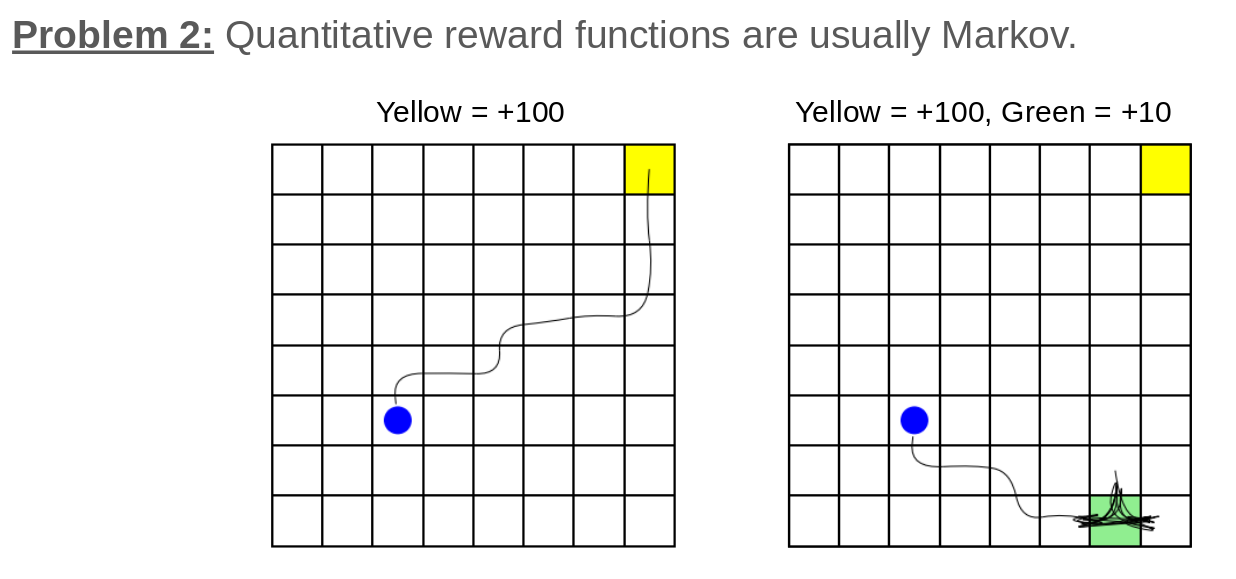 Problem 2: Quantitative reward functions are usually Markov.
Yellow = +100
Yellow = +100, Green = +10